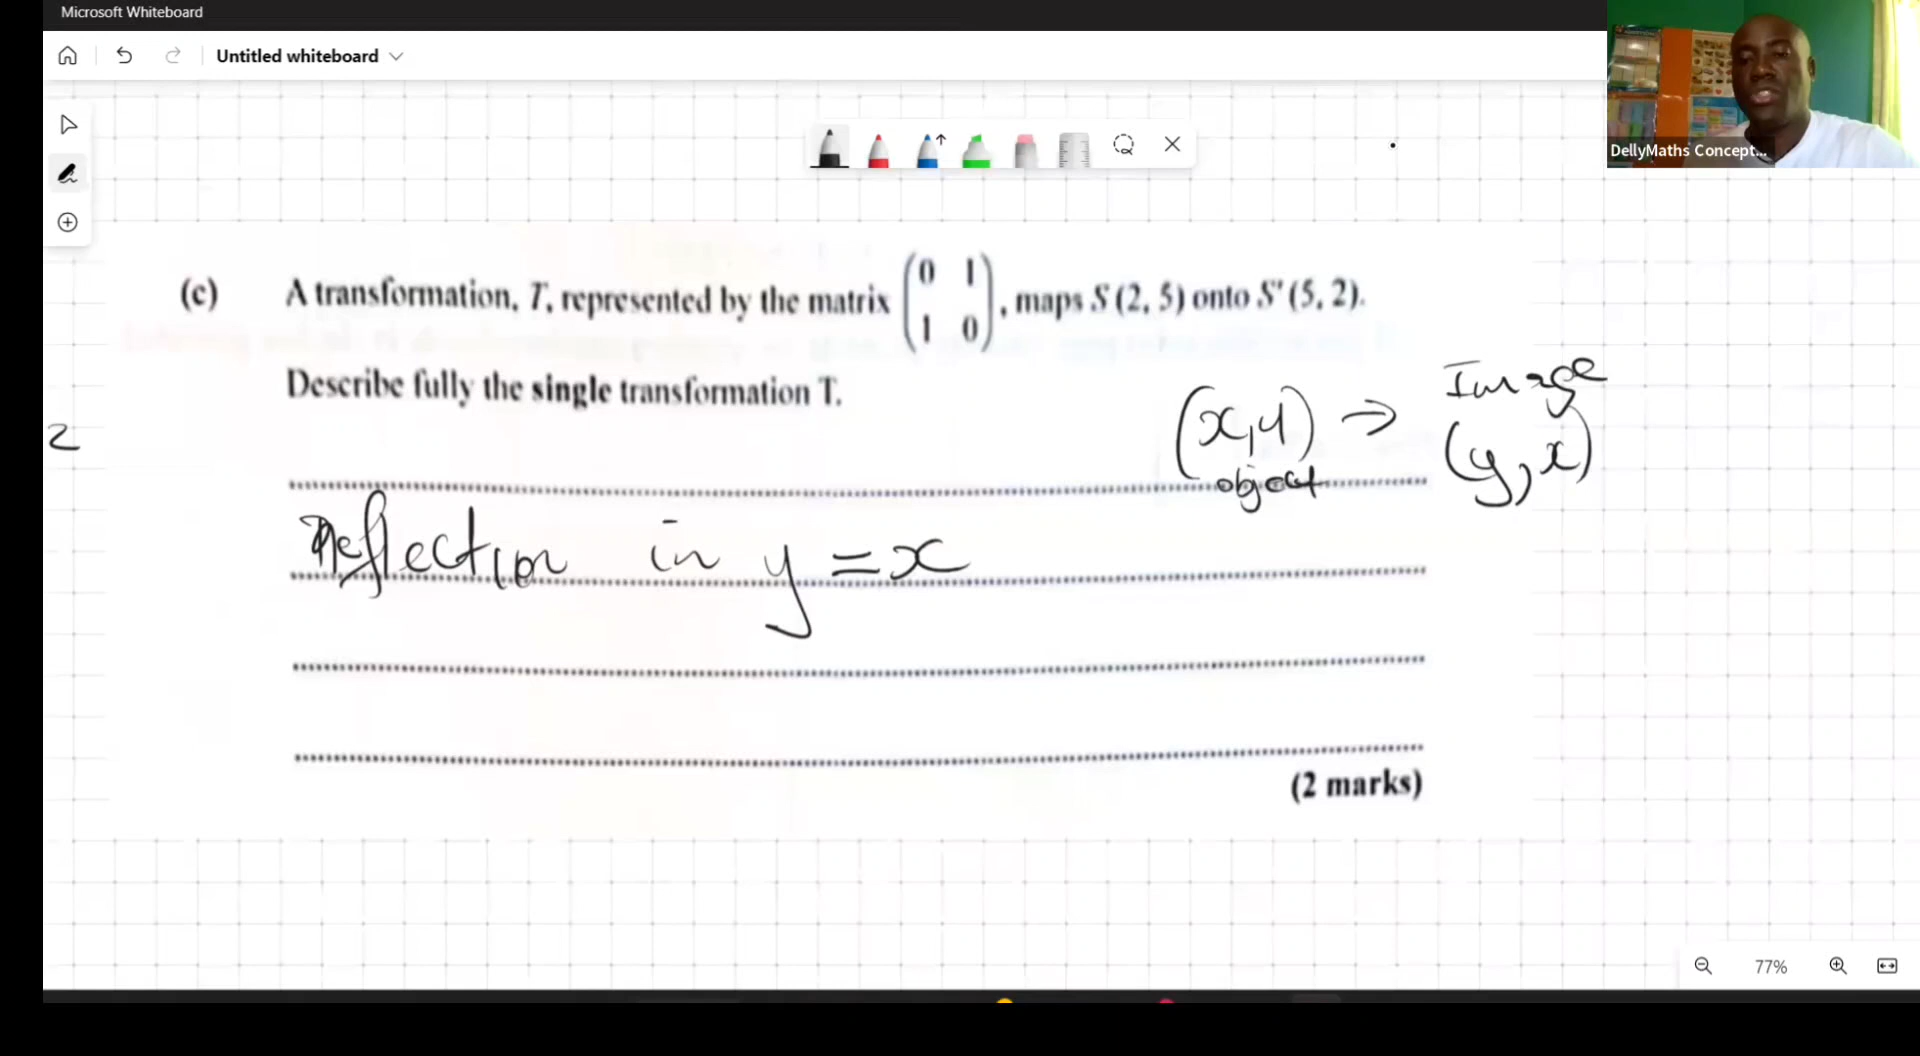 Microsoft Whiteboard
Untitled whiteboard
DellyMaths Concept...
(c) A transformation, T, represented by the matrix (0 1
1 0), maps S (2, 5) onto S' (5, 2).
Describe fully the single transformation T.
2
(x,y) → Image
(y, x)
object
Reflection in y = x
(2 marks)
77%